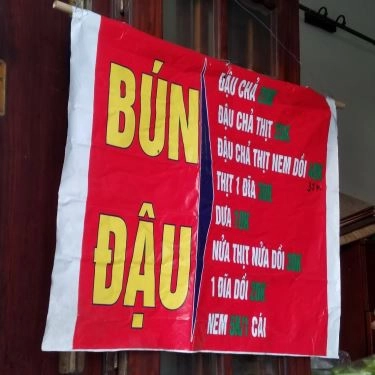 BÚN
ĐẬU
ĐẬU CHẢ
ĐẬU CHẢ THỊT
ĐẬU CHẢ THỊT NEM DỒI
35K
THỊT 1 ĐĨA
DƯA
NỬA THỊT NỬA DỒI
1 ĐĨA DỒI
NEM CÁI